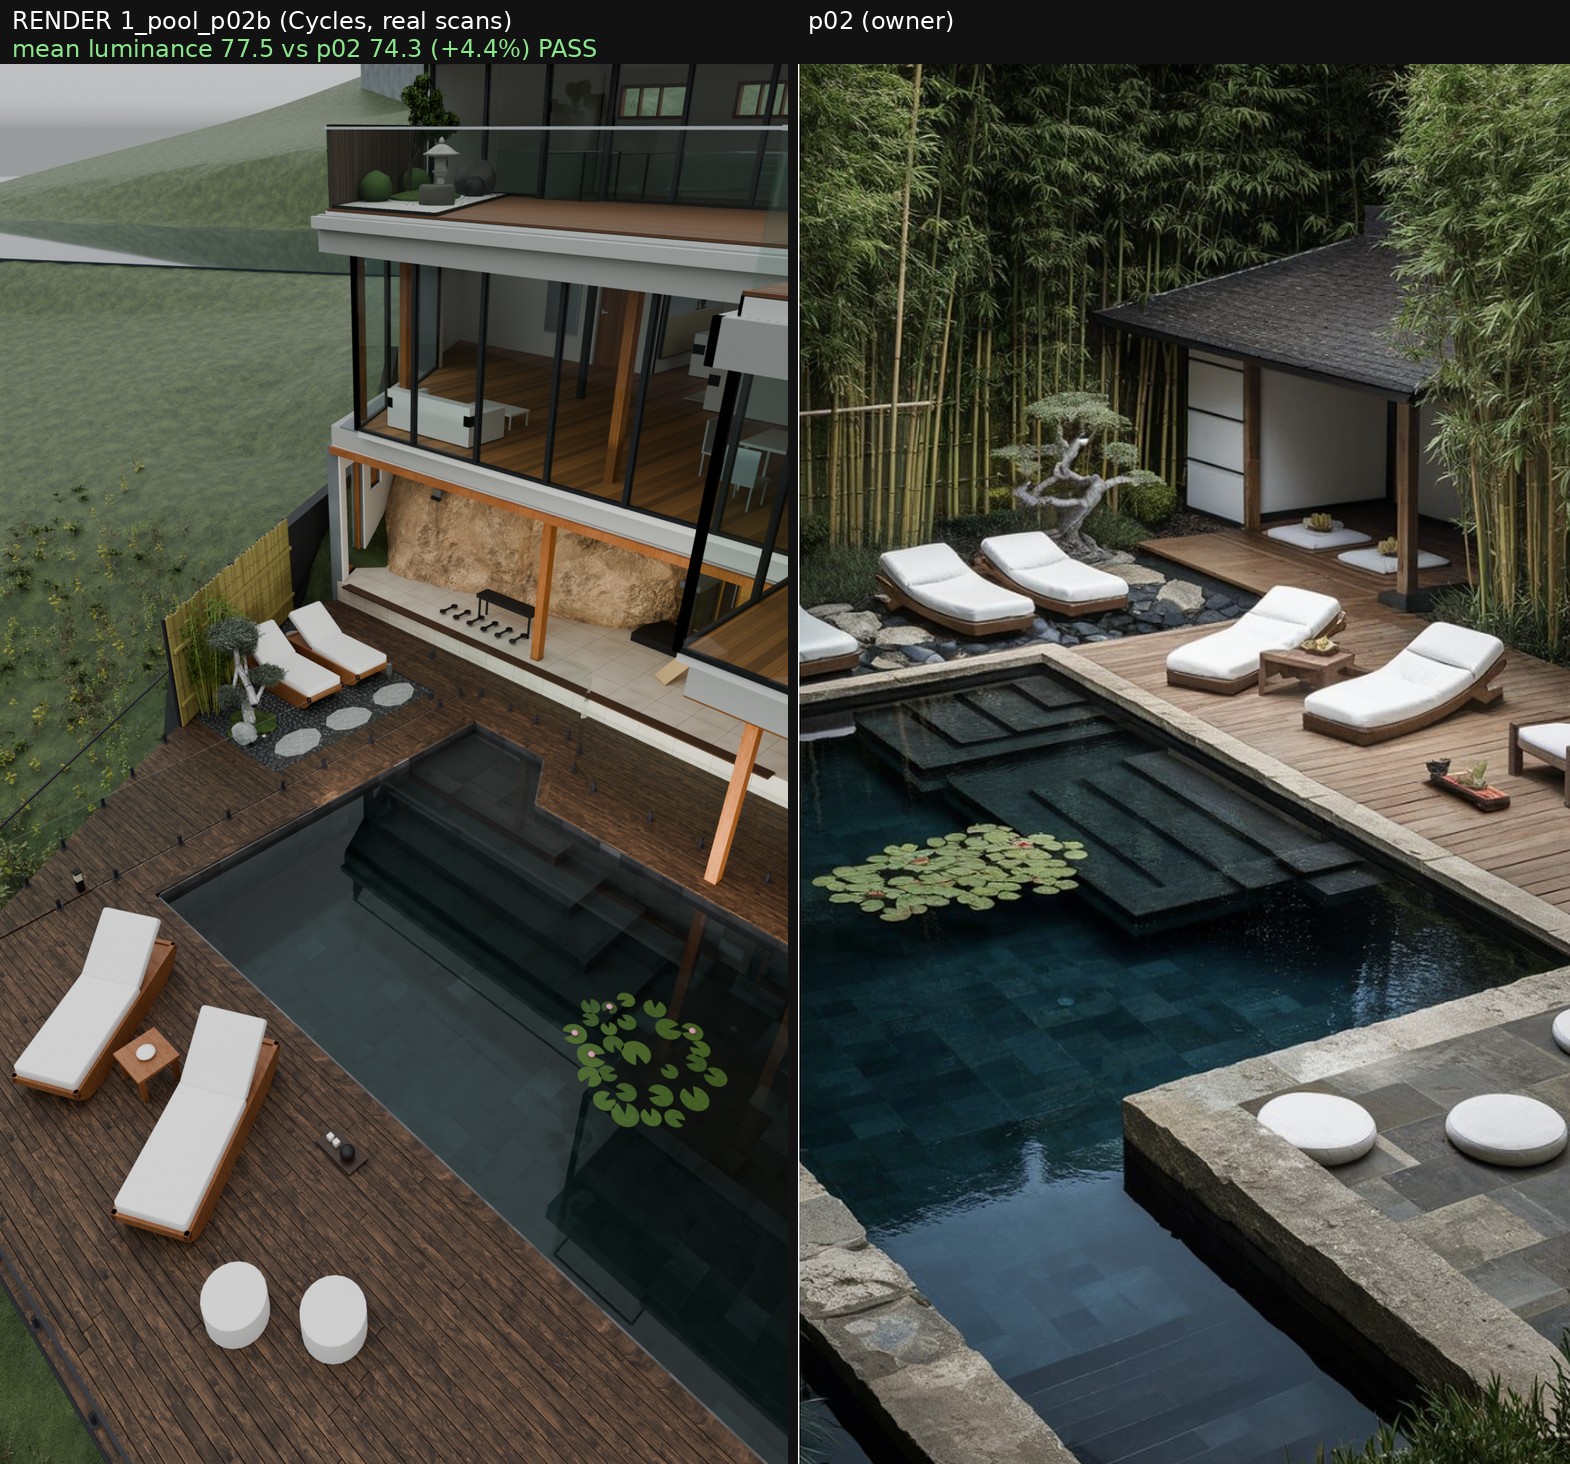 RENDER 1_pool_p02b (Cycles, real scans)
mean luminance 77.5 vs p02 74.3 (+4.4%) PASS
p02 (owner)